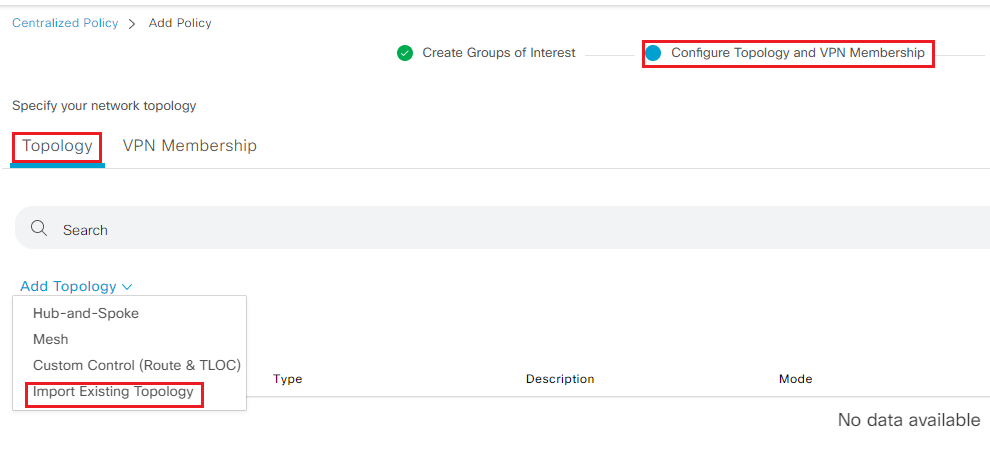 Centralized Policy > Add Policy
Create Groups of Interest
Configure Topology and VPN Membership
Specify your network topology
Topology VPN Membership
Search
Add Topology
Hub-and-Spoke
Mesh
Custom Control (Route & TLOC)
Import Existing Topology
Type Description Mode
No data available